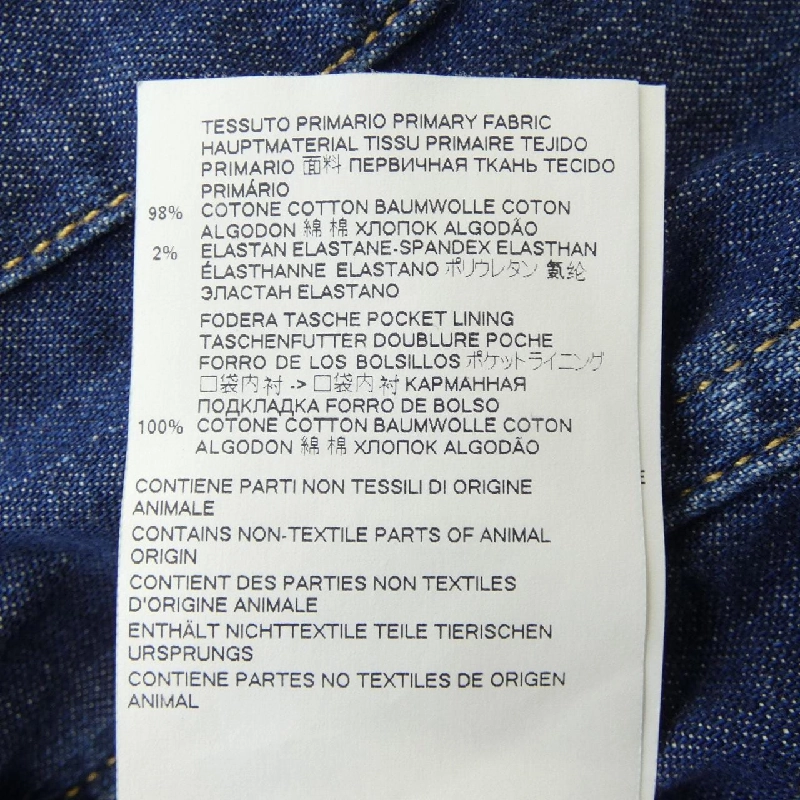 TESSUTO PRIMARIO PRIMARY FABRIC
HAUPTMATERIAL TISSU PRIMAIRE TEJIDO
PRIMARIO 面料 ПЕРВИЧНАЯ ТКАНЬ TECIDO
PRIMÁRIO
98% COTONE COTTON BAUMWOLLE COTON
ALGODON 綿 棉 ХЛОПОК ALGODÃO
2% ELASTAN ELASTANE-SPANDEX ELASTHAN
ÉLASTHANNE ELASTANO ポリウレタン 氨纶
ЭЛАСТАН ELASTANO
FODERA TASCHE POCKET LINING
TASCHENFUTTER DOUBLURE POCHE
FORRO DE LOS BOLSILLOS ポケットライニング
口袋内衬 -> 口袋内衬 КАРМАННАЯ
ПОДКЛАДКА FORRO DE BOLSO
100% COTONE COTTON BAUMWOLLE COTON
ALGODON 綿 棉 ХЛОПОК ALGODÃO
CONTIENE PARTI NON TESSILI DI ORIGINE
ANIMALE
CONTAINS NON-TEXTILE PARTS OF ANIMAL
ORIGIN
CONTIENT DES PARTIES NON TEXTILES
D'ORIGINE ANIMALE
ENTHÄLT NICHTTEXTILE TEILE TIERISCHEN
URSPRUNGS
CONTIENE PARTES NO TEXTILES DE ORIGEN
ANIMAL